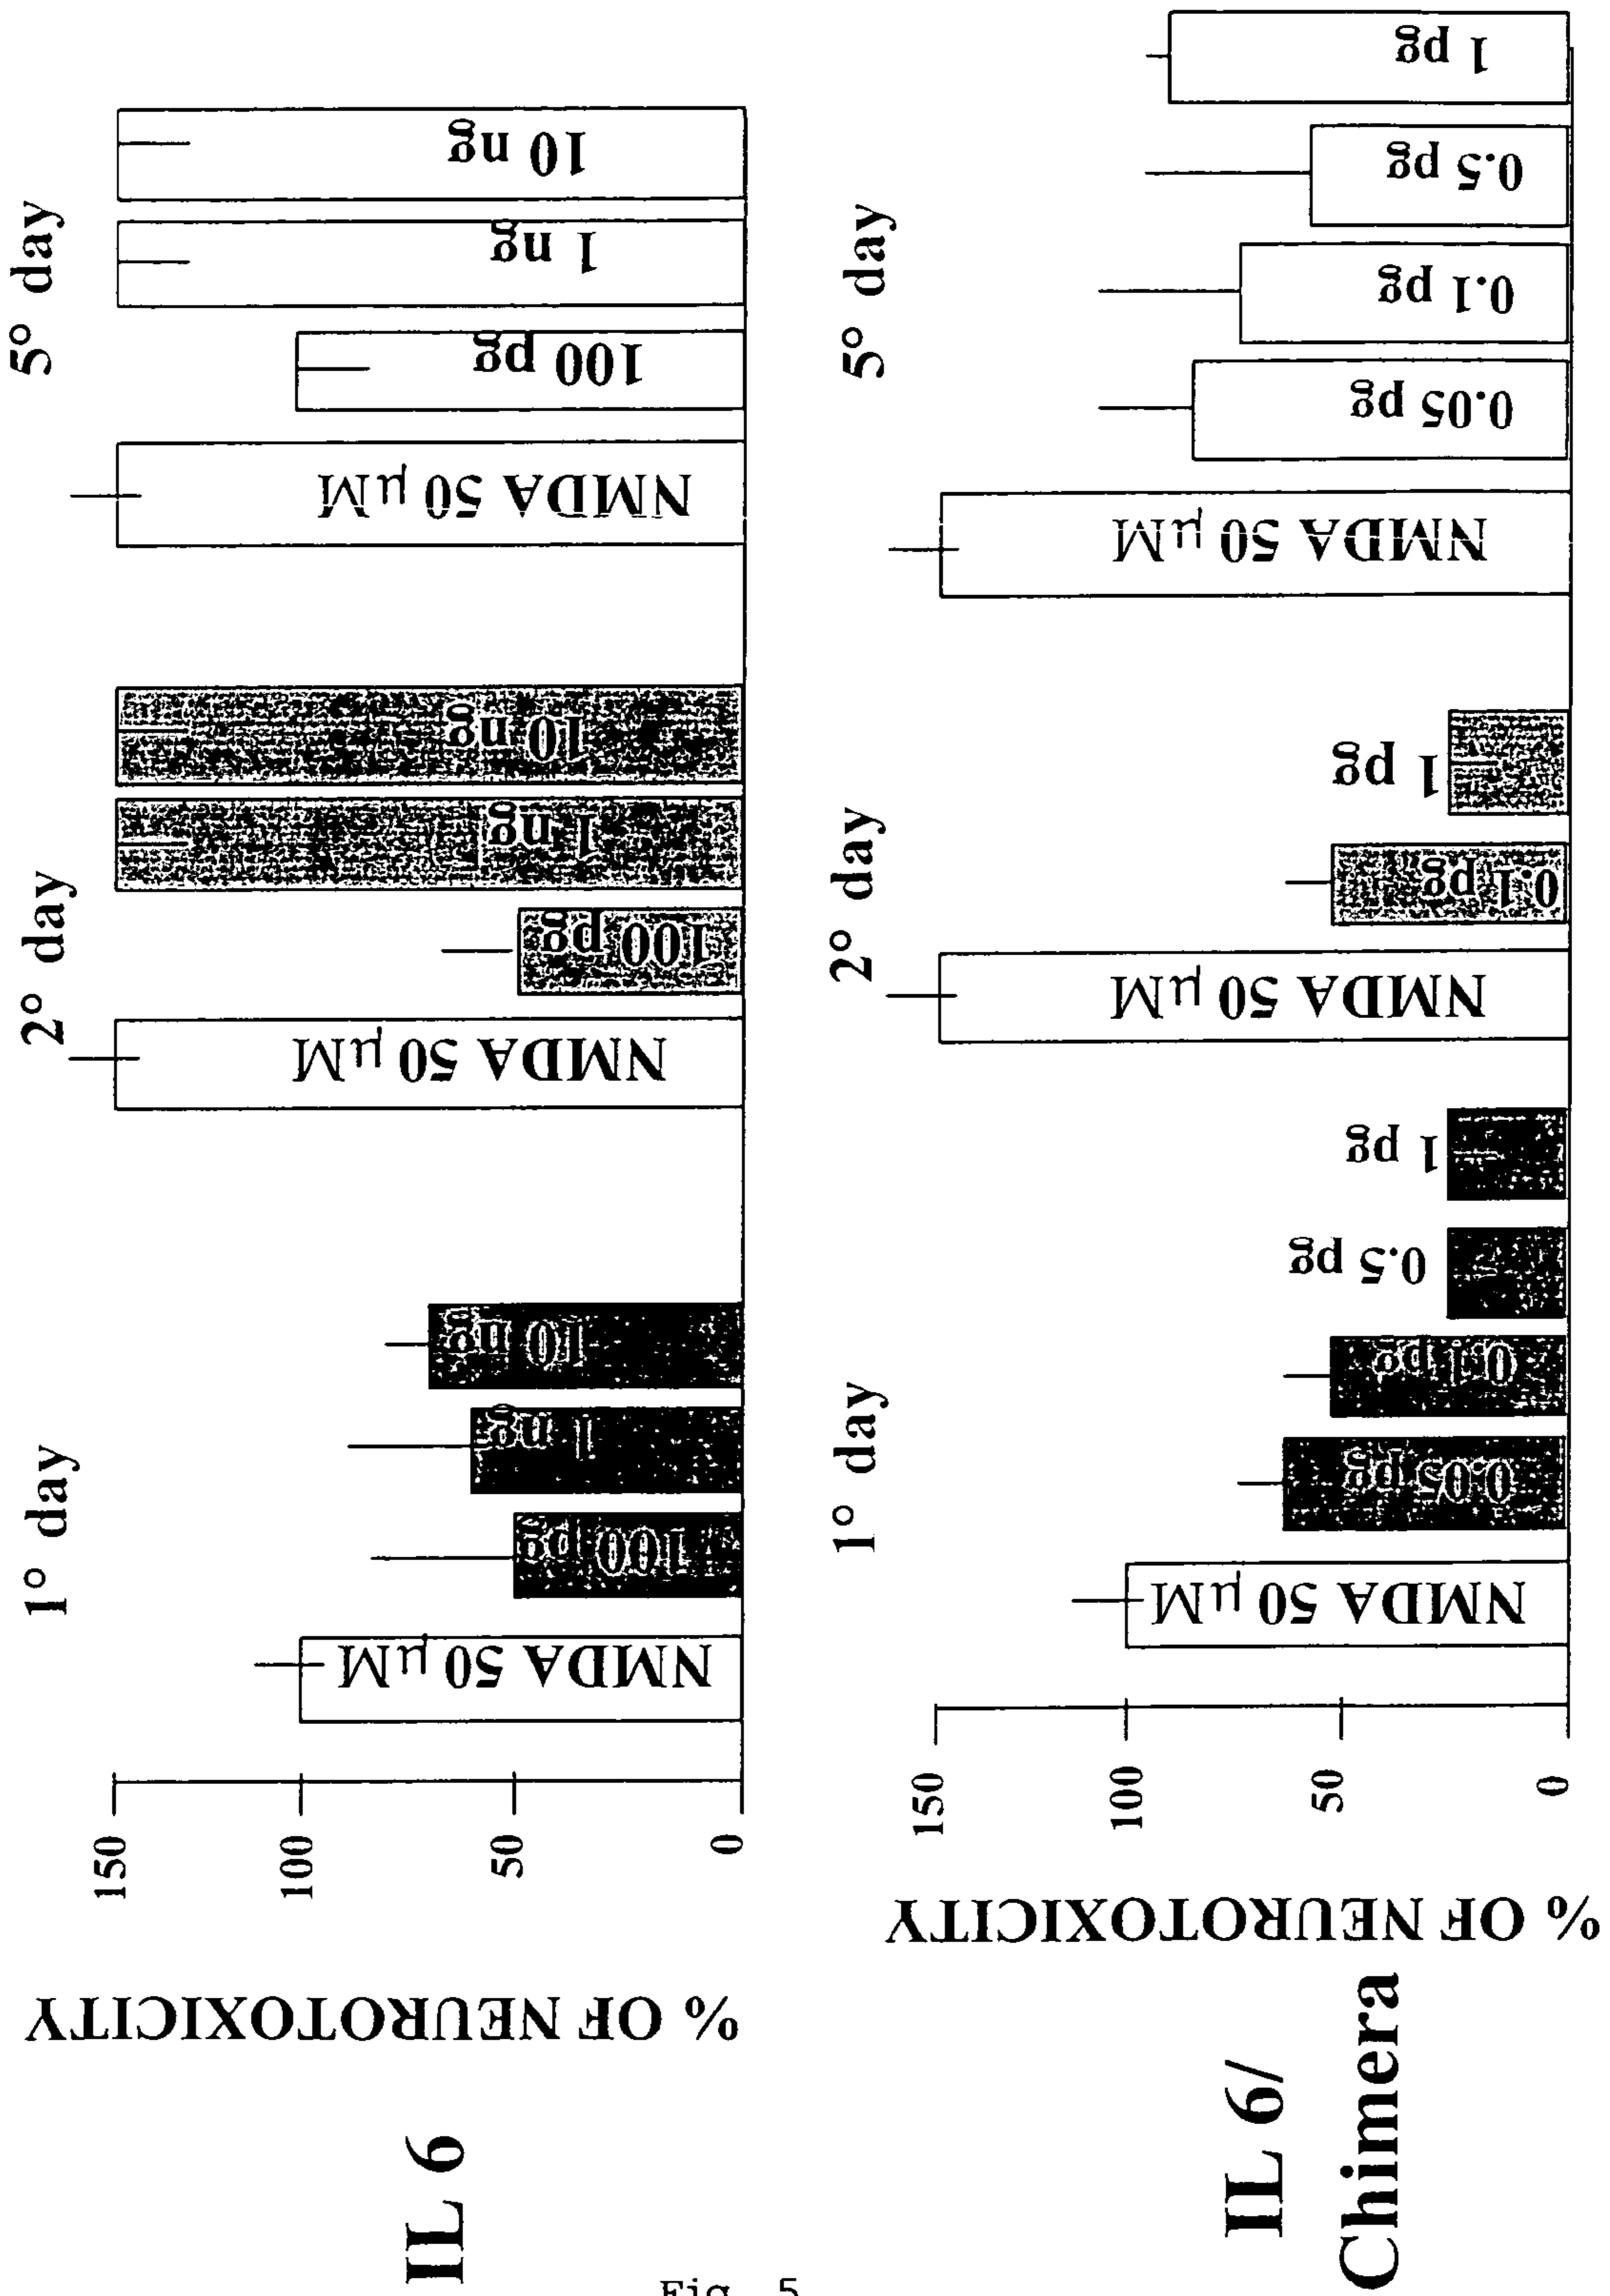 IL 6
% OF NEUROTOXICITY
150
100
50
0
1° day
2° day
5° day
NMDA 50 µM
100 pg
1 ng
10 ng
NMDA 50 µM
100 pg
1 ng
10 ng
NMDA 50 µM
100 pg
1 ng
10 ng
IL 6/
Chimera
% OF NEUROTOXICITY
150
100
50
0
1° day
2° day
5° day
NMDA 50 µM
0.05 pg
0.1 pg
0.5 pg
1 pg
NMDA 50 µM
0.1 pg
1 pg
NMDA 50 µM
0.05 pg
0.1 pg
0.5 pg
1 pg
Fig. 5